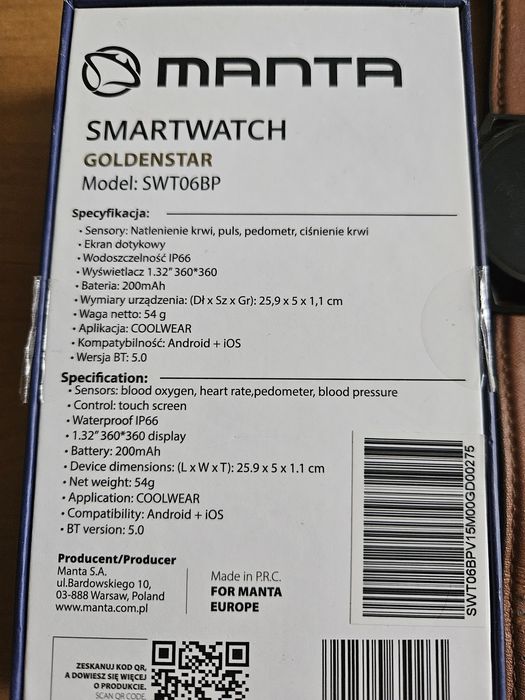 MANTA
SMARTWATCH
GOLDENSTAR
Model: SWT06BP
Specyfikacja:
• Sensory: Natlenienie krwi, puls, pedometr, ciśnienie krwi
• Ekran dotykowy
• Wodoszczelność IP66
• Wyświetlacz 1.32" 360*360
• Bateria: 200mAh
• Wymiary urządzenia: (Dł x Sz x Gr): 25,9 x 5 x 1,1 cm
• Waga netto: 54 g
• Aplikacja: COOLWEAR
• Kompatybilność: Android + iOS
• Wersja BT: 5.0
Specification:
• Sensors: blood oxygen, heart rate,pedometer, blood pressure
• Control: touch screen
• Waterproof IP66
• 1.32" 360*360 display
• Battery: 200mAh
• Device dimensions: (L x W x T): 25.9 x 5 x 1.1 cm
• Net weight: 54g
• Application: COOLWEAR
• Compatibility: Android + iOS
• BT version: 5.0
Producent/Producer
Manta S.A.
ul.Bardowskiego 10,
03-888 Warsaw, Poland
www.manta.com.pl
Made in P.R.C.
FOR MANTA
EUROPE
SWT06BPV15M00GD00275
ZESKANUJ KOD QR,
A DOWIESZ SIĘ WIĘCEJ
O PRODUKCIE.
SCAN QR CODE,